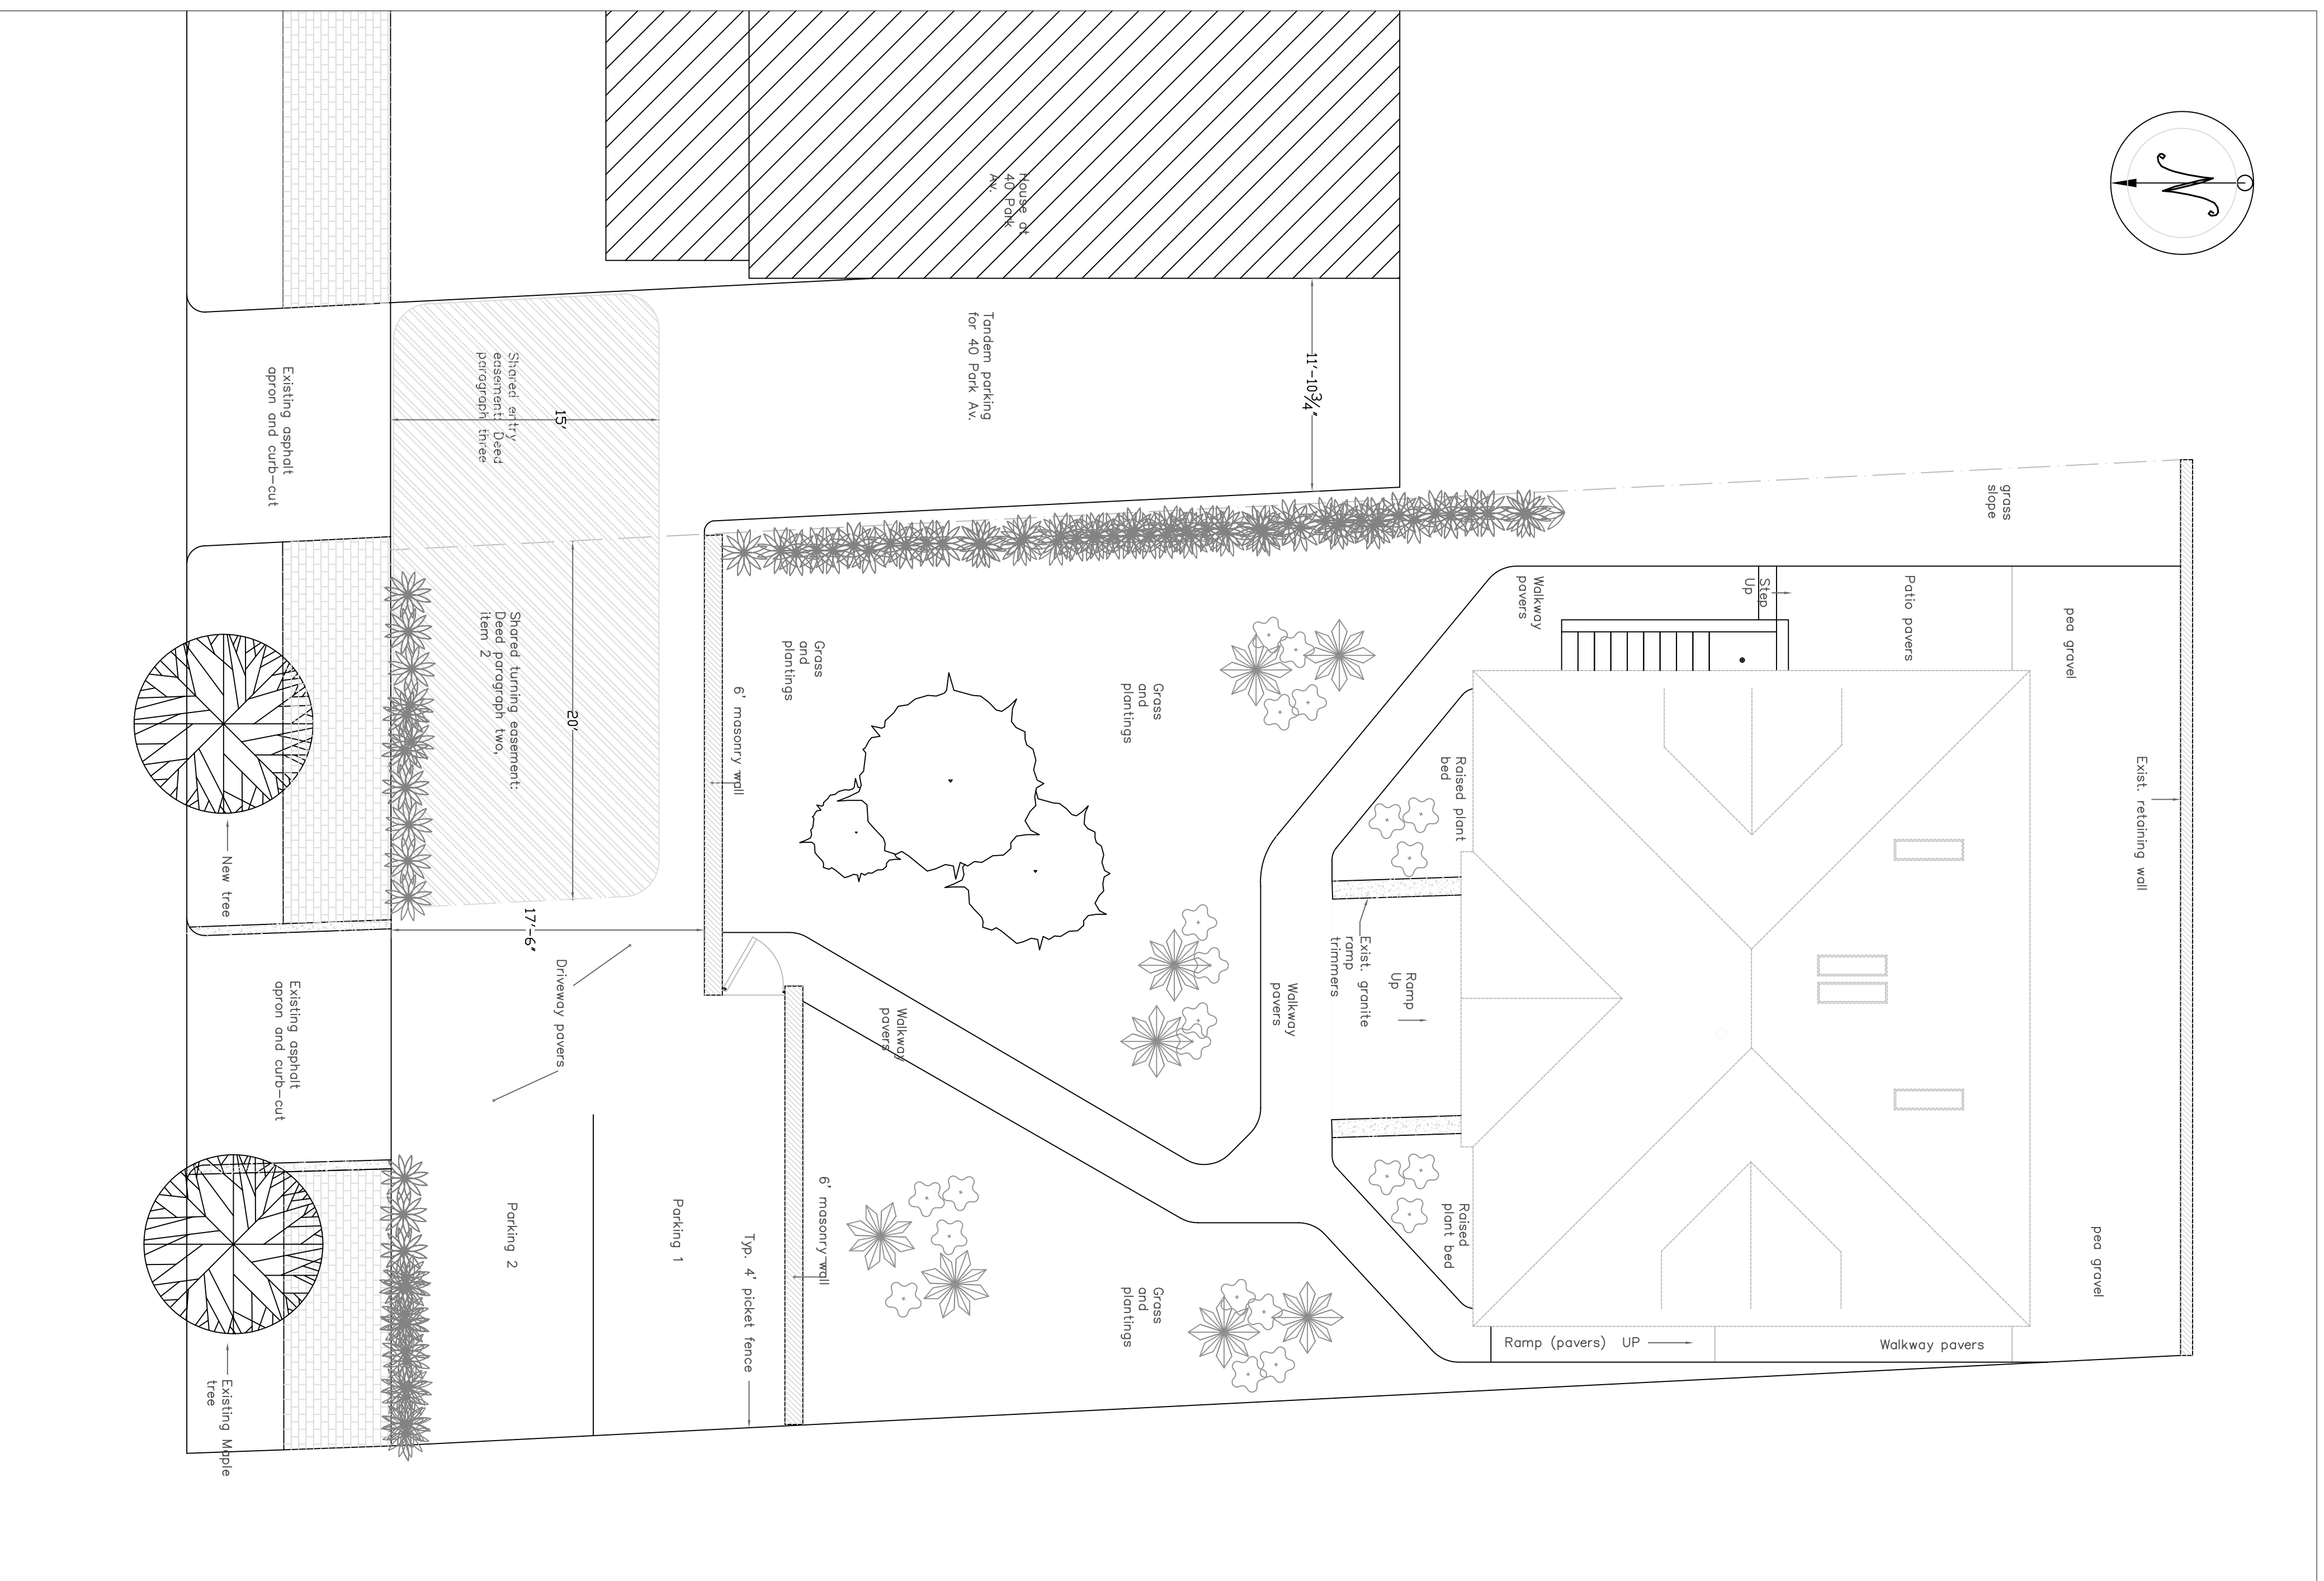 N
House at
40 Park
Av.
Tandem parking
for 40 Park Av.
11'-10¾"
Existing asphalt
apron and curb-cut
Shared entry
easement: Deed
paragraph three
15'
grass
slope
Shared turning easement:
Deed paragraph two,
item 2
20'
Grass
and
plantings
6' masonry wall
Grass
and
plantings
Walkway
pavers
Step
Up
Patio pavers
pea gravel
Exist. retaining wall
Raised plant
bed
New tree
17'-6"
Driveway pavers
Existing asphalt
apron and curb-cut
Walkway
pavers
Walkway
pavers
Exist. granite
ramp
trimmers
Ramp
Up
Parking 2
Parking 1
6' masonry wall
Typ. 4' picket fence
Grass
and
plantings
Raised
plant bed
pea gravel
Ramp (pavers) UP
Walkway pavers
Existing Maple
tree